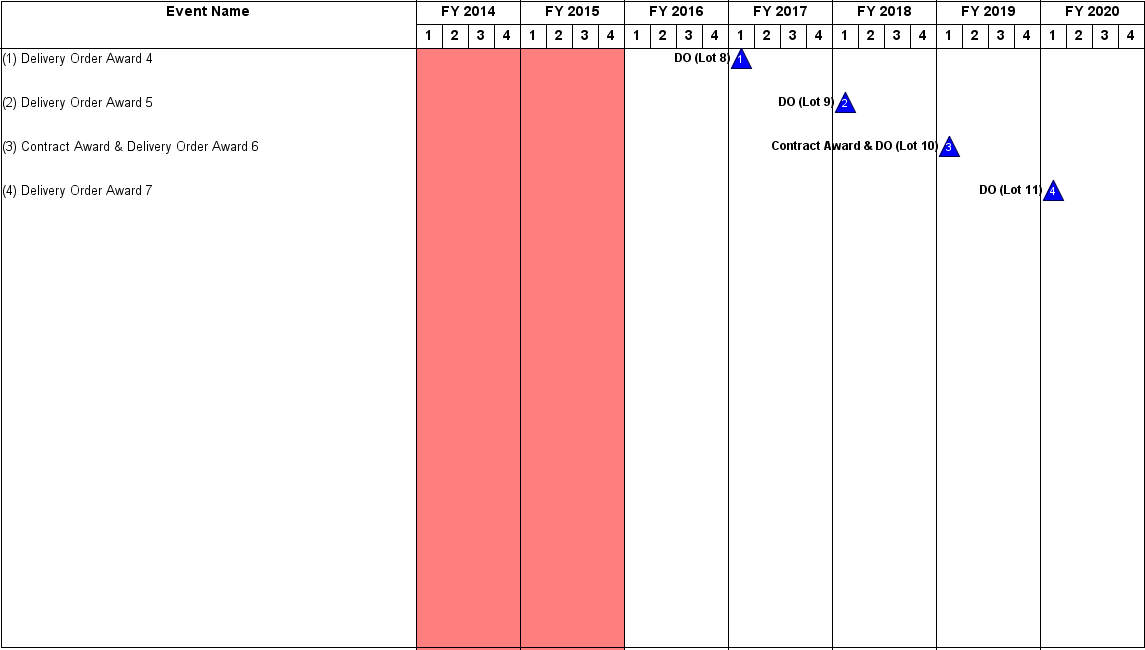 Event Name FY 2014 FY 2015 FY 2016 FY 2017 FY 2018 FY 2019 FY 2020
1 2 3 4 1 2 3 4 1 2 3 4 1 2 3 4 1 2 3 4 1 2 3 4 1 2 3 4
(1) Delivery Order Award 4 DO (Lot 8) 1
(2) Delivery Order Award 5 DO (Lot 9) 2
(3) Contract Award & Delivery Order Award 6 Contract Award & DO (Lot 10) 3
(4) Delivery Order Award 7 DO (Lot 11) 4